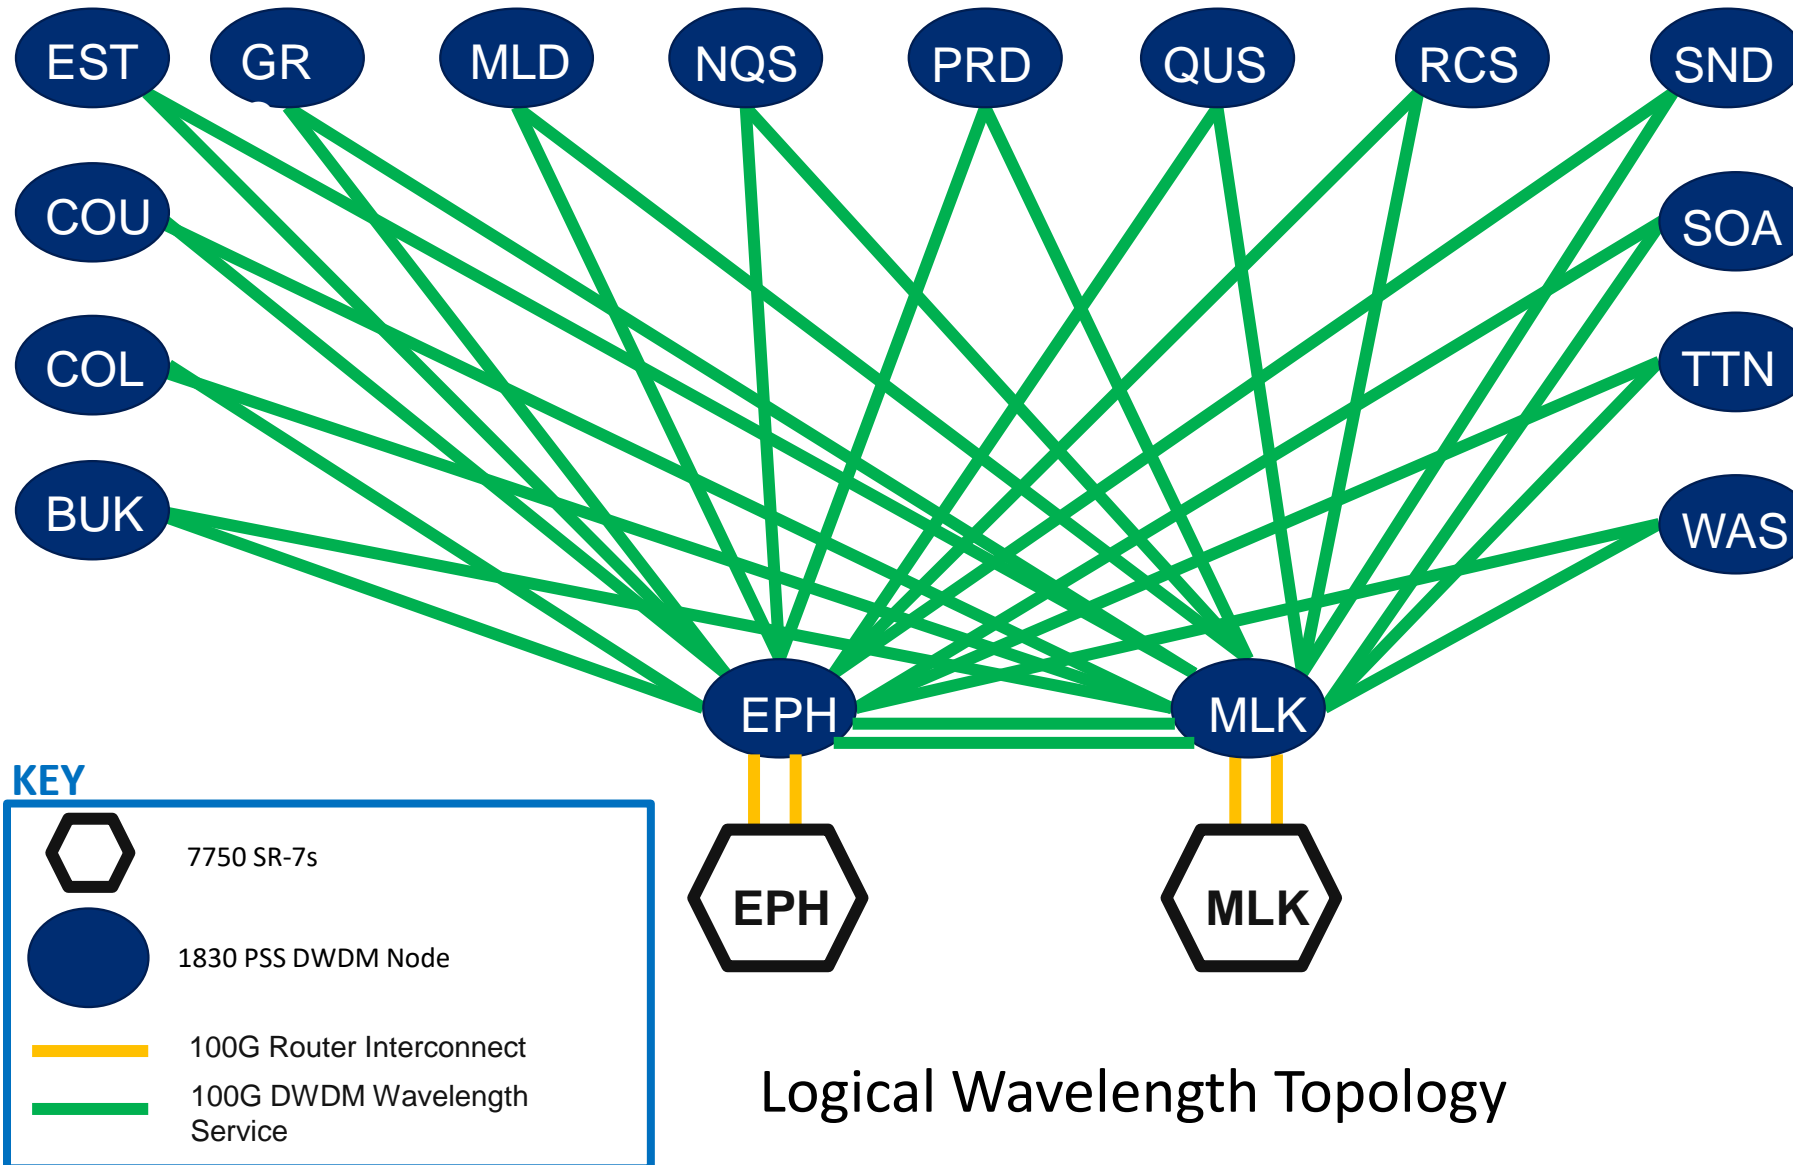 EST
GR
MLD
NQS
PRD
QUS
RCS
SND
COU
SOA
COL
TTN
BUK
WAS
EPH
MLK
KEY
7750 SR-7s
EPH
MLK
1830 PSS DWDM Node
100G Router Interconnect
100G DWDM Wavelength
Service
Logical Wavelength Topology